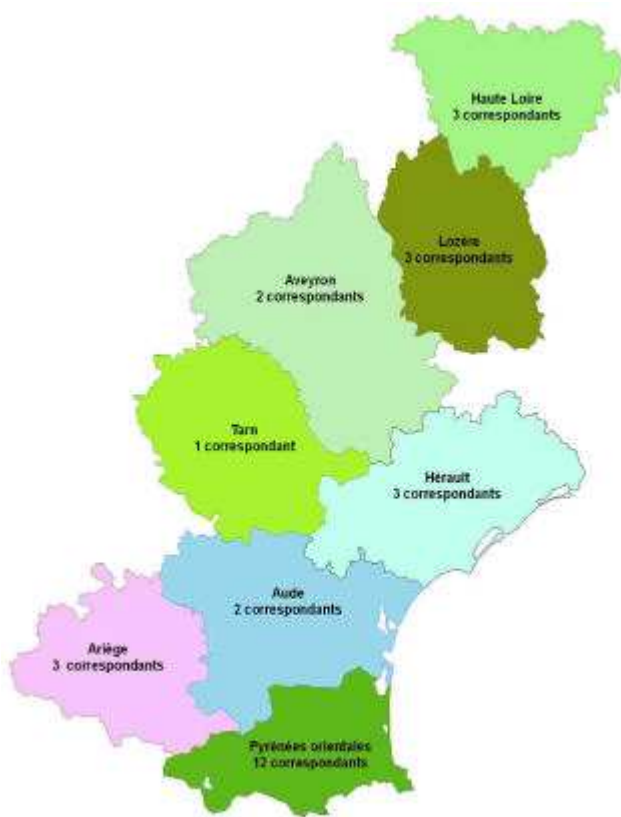 Haute Loire
3 correspondants
Lozère
3 correspondants
Aveyron
2 correspondants
Tarn
1 correspondant
Hérault
3 correspondants
Aude
2 correspondants
Ariège
3 correspondants
Pyrénées orientales
12 correspondants